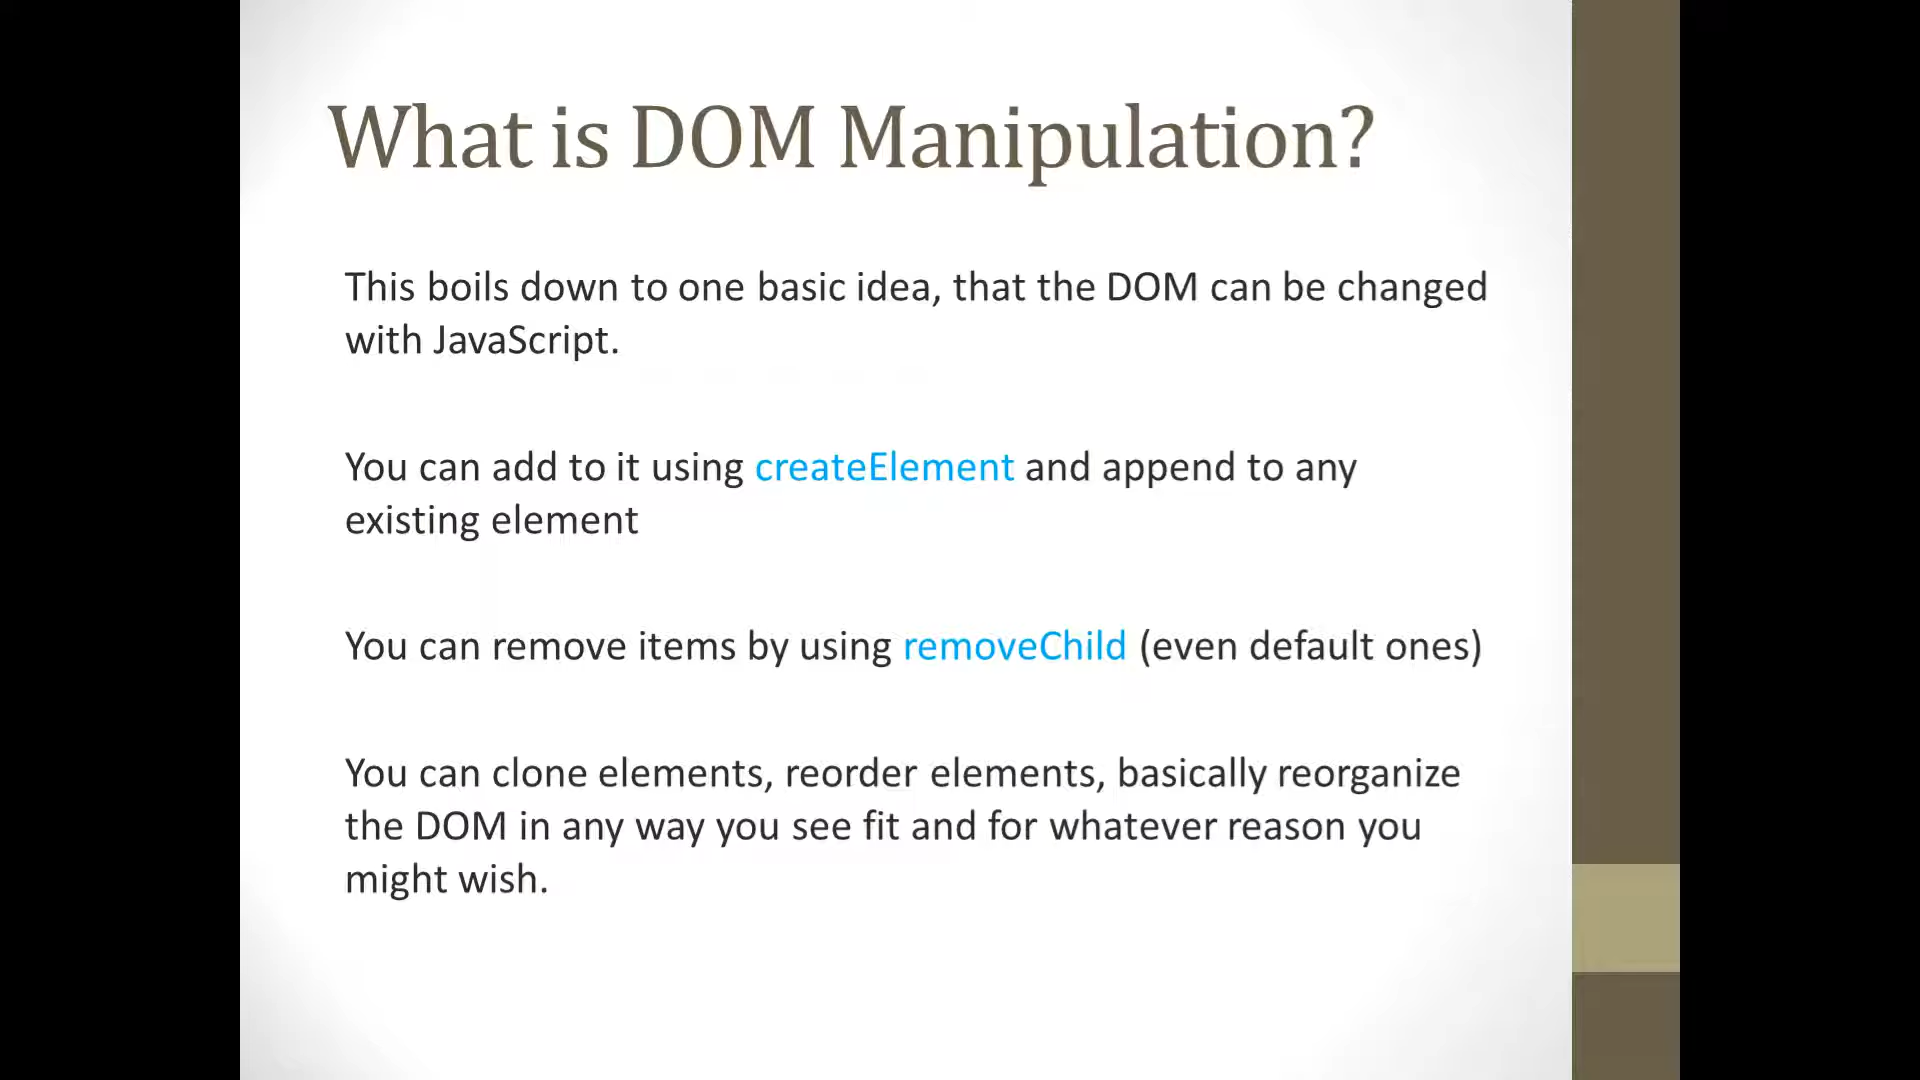 What is DOM Manipulation?
This boils down to one basic idea, that the DOM can be changed
with JavaScript.
You can add to it using createElement and append to any
existing element
You can remove items by using removeChild (even default ones)
You can clone elements, reorder elements, basically reorganize
the DOM in any way you see fit and for whatever reason you
might wish.